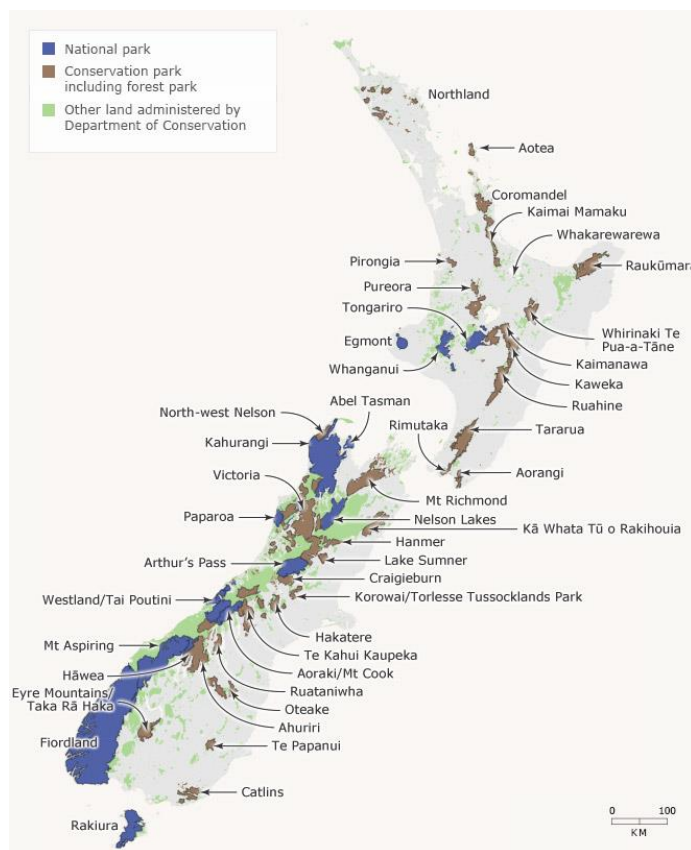 National park
Conservation park
including forest park
Other land administered by
Department of Conservation
Northland
Aotea
Coromandel
Kaimai Mamaku
Whakarewarewa
Pirongia
Raukūmara
Pureora
Tongariro
Egmont
Whirinaki Te
Pua-a-Tāne
Whanganui
Kaimanawa
Kaweka
Ruahine
Abel Tasman
North-west Nelson
Rimutaka
Tararua
Kahurangi
Victoria
Aorangi
Mt Richmond
Paparoa
Nelson Lakes
Kā Whata Tū o Rakihouia
Hanmer
Arthur's Pass
Lake Sumner
Craigieburn
Westland/Tai Poutini
Korowai/Torlesse Tussocklands Park
Hakatere
Mt Aspiring
Te Kahui Kaupeka
Hāwea
Aoraki/Mt Cook
Eyre Mountains/
Taka Rā Haka
Ruataniwha
Oteake
Ahuriri
Fiordland
Te Papanui
Catlins
Rakiura
0 100
KM